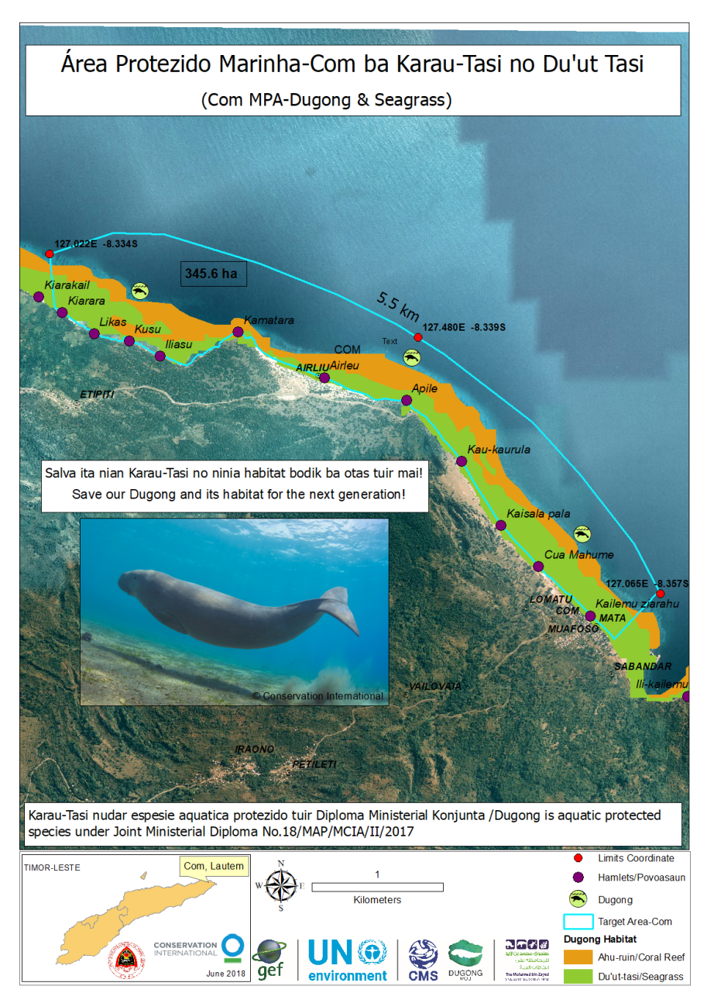 Área Protezido Marinha-Com ba Karau-Tasi no Du'ut Tasi
(Com MPA-Dugong & Seagrass)
127.022E -8.334S
345.6 ha
5.5 km
127.480E -8.339S
Kiarakail
Kiarara
Likas
Kusu
Iliasu
Kamatara
Text
COM
AIRLIU Airleu
Apile
ETIPITI
Kau-kaurula
Salva ita nian Karau-Tasi no ninia habitat bodik ba otas tuir mai!
Save our Dugong and its habitat for the next generation!
Kaisala pala
Cua Mahume
127.065E -8.357S
LOMATU
COM
Kailemu ziarahu
MATA
MUAFOSO
SABANDAR
Ili-kailemu
VAILOVAIA
© Conservation International
IRAONO
PETILETI
Karau-Tasi nudar espesie aquatica protezido tuir Diploma Ministerial Konjunta /Dugong is aquatic protected
species under Joint Ministerial Diploma No.18/MAP/MCIA/II/2017
TIMOR-LESTE
Com, Lautem
CONSERVATION
INTERNATIONAL
June 2018
N
W E
S
1
Kilometers
gef
UN
environment
CMS
DUGONG
MOU
Limits Coordinate
Hamlets/Povoasaun
Dugong
Target Area-Com
Dugong Habitat
Ahu-ruin/Coral Reef
Du'ut-tasi/Seagrass